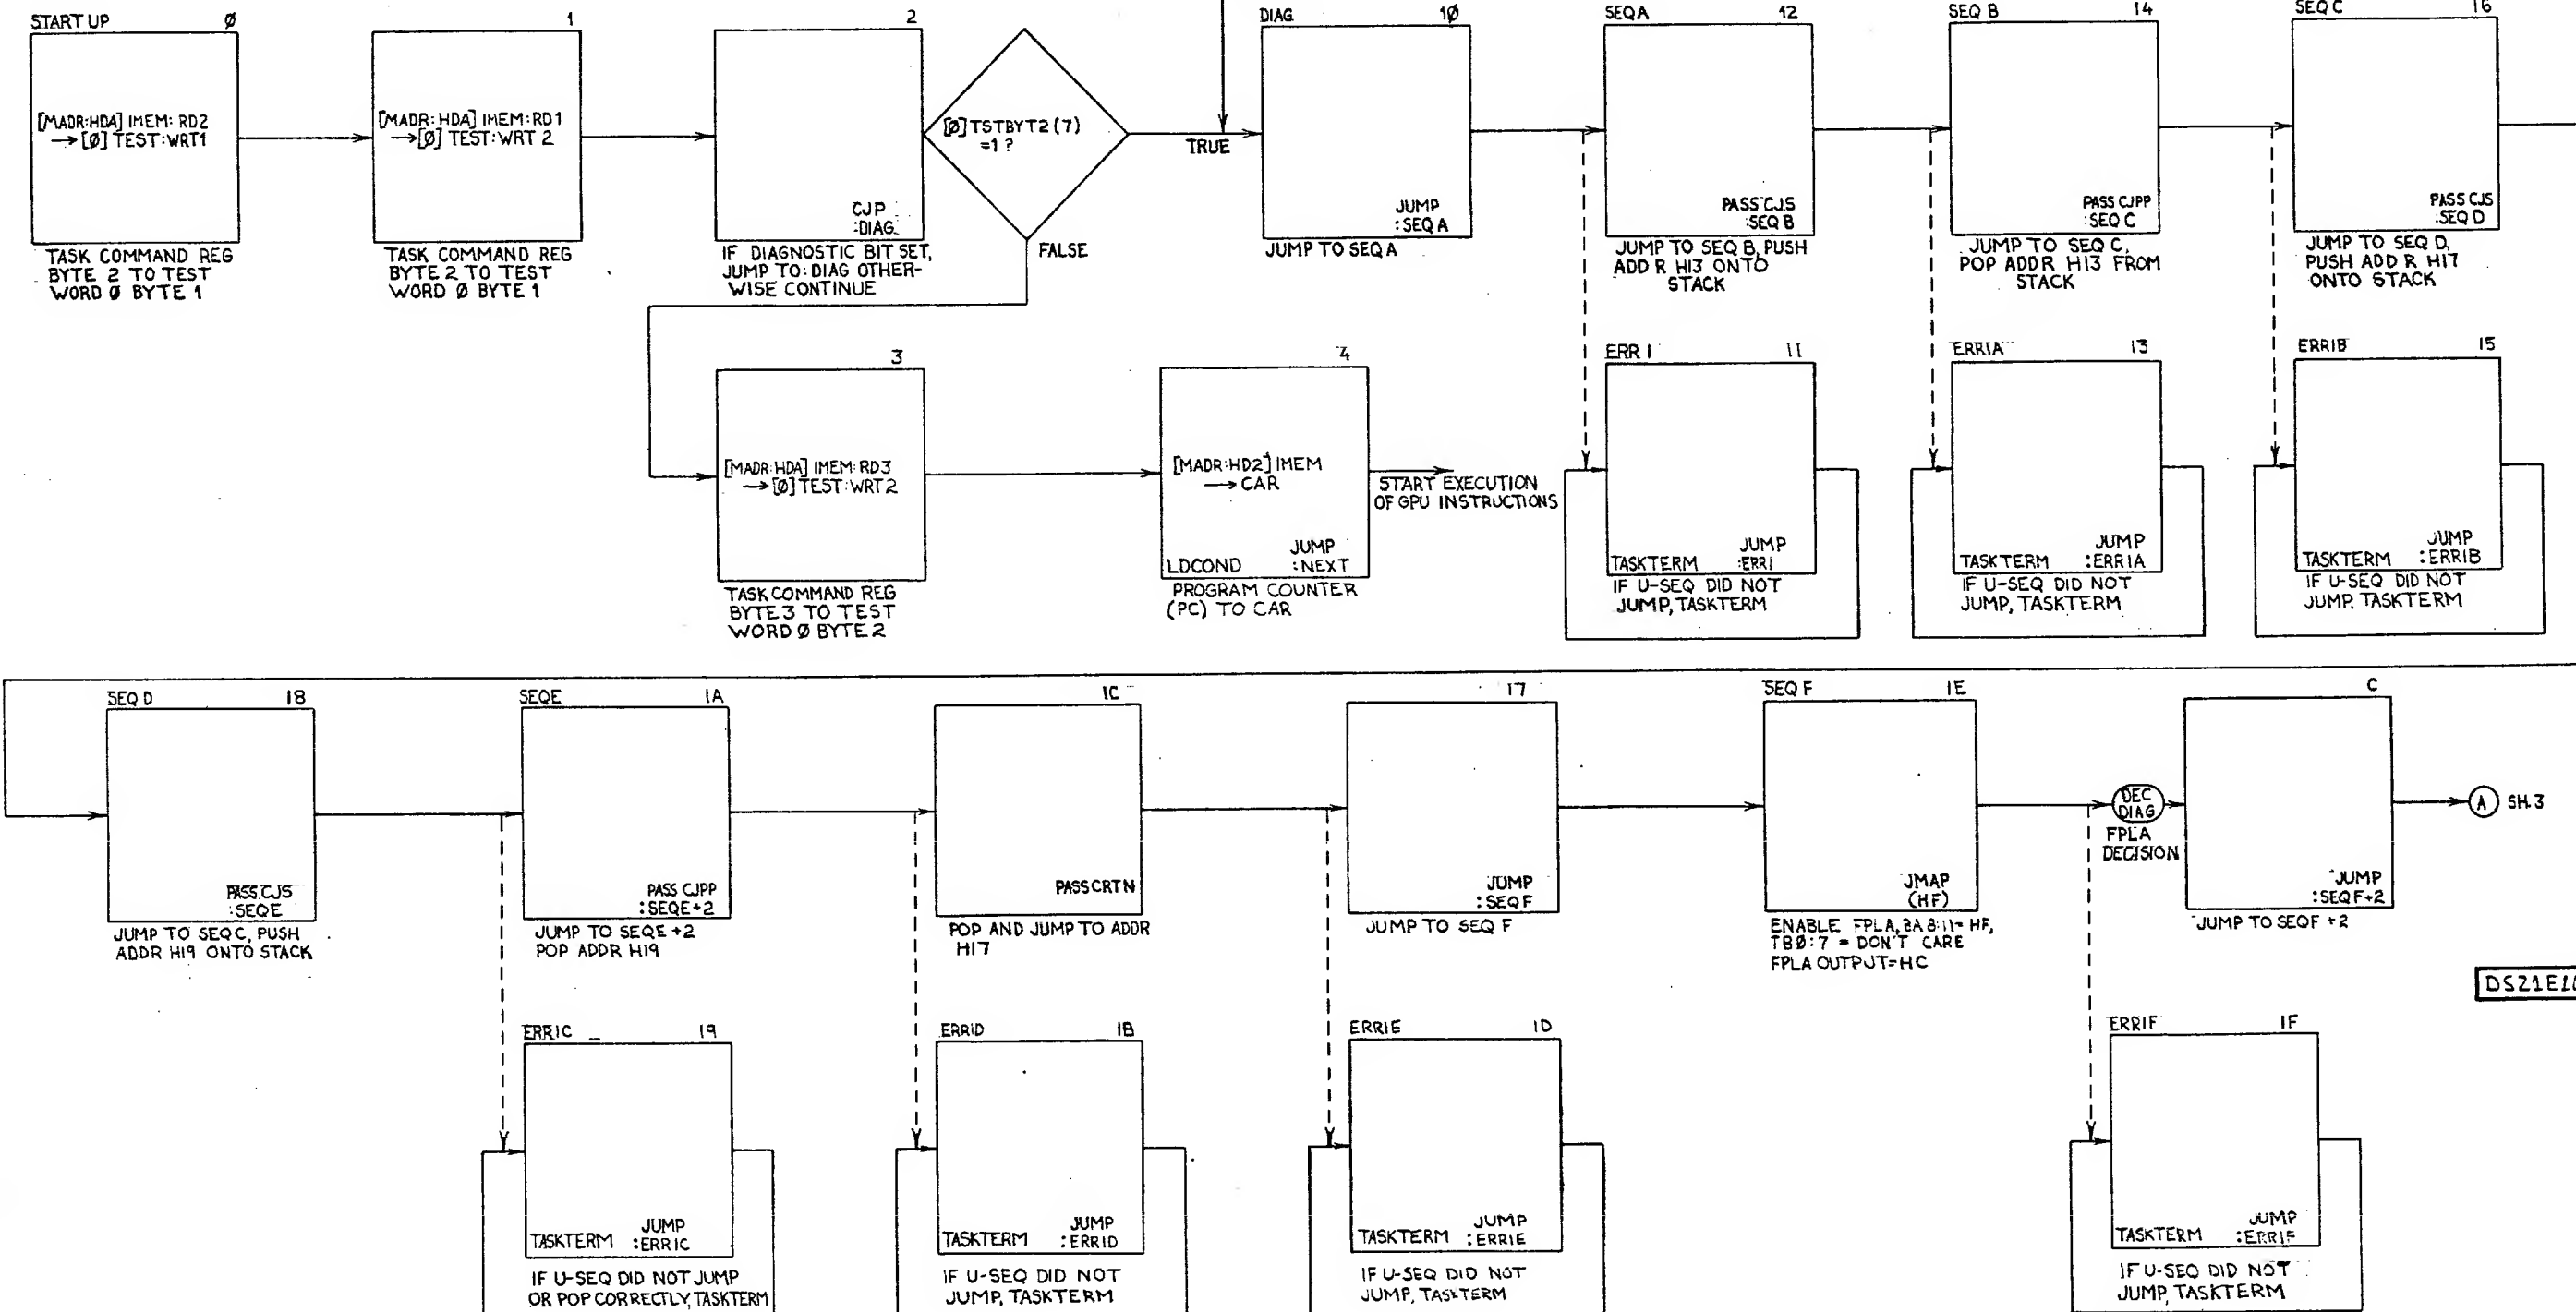 START UP Ø
[MADR:HDA] IMEM: RD2
→[Ø] TEST:WRT1
TASK COMMAND REG
BYTE 2 TO TEST
WORD Ø BYTE 1
1
[MADR: HDA] IMEM:RD1
→[Ø] TEST:WRT 2
TASK COMMAND REG
BYTE 2 TO TEST
WORD Ø BYTE 1
2
CJP
:DIAG
IF DIAGNOSTIC BIT SET,
JUMP TO:DIAG OTHER-
WISE CONTINUE
[Ø]TSTBYT2(7)
=1?
TRUE
FALSE
DIAG 1Ø
JUMP
:SEQA
JUMP TO SEQA
SEQA 12
PASS CJS
:SEQ B
JUMP TO SEQ B, PUSH
ADDR H13 ONTO
STACK
SEQ B 14
PASS CJPP
:SEQ C
JUMP TO SEQ C,
POP ADDR H13 FROM
STACK
SEQ C 16
PASS CJS
:SEQ D
JUMP TO SEQ D,
PUSH ADDR H17
ONTO STACK
3
[MADR:HDA] IMEM:RD3
→[Ø]TEST:WRT2
TASK COMMAND REG
BYTE 3 TO TEST
WORD Ø BYTE 2
4
[MADR:HD2] IMEM
→CAR
JUMP
LDCOND :NEXT
PROGRAM COUNTER
(PC) TO CAR
START EXECUTION
OF GPU INSTRUCTIONS
ERR1 11
JUMP
TASKTERM :ERR1
IF U-SEQ DID NOT
JUMP, TASKTERM
ERR1A 13
JUMP
TASKTERM :ERR1A
IF U-SEQ DID NOT
JUMP, TASKTERM
ERR1B 15
JUMP
TASKTERM :ERR1B
IF U-SEQ DID NOT
JUMP, TASKTERM
SEQ D 18
PASS CJS
:SEQE
JUMP TO SEQC, PUSH
ADDR H19 ONTO STACK
SEQE 1A
PASS CJPP
:SEQE+2
JUMP TO SEQE+2
POP ADDR H19
1C
PASS CRTN
POP AND JUMP TO ADDR
H17
17
JUMP
:SEQF
JUMP TO SEQ F
SEQ F 1E
JMAP
(HF)
ENABLE FPLA, BA 8:11=HF,
TBØ:7 = DON'T CARE
FPLA OUTPUT=HC
DEC
DIAG
FPLA
DECISION
C
JUMP
:SEQF+2
JUMP TO SEQF +2
A SH.3
ERR1C 19
JUMP
TASKTERM :ERR1C
IF U-SEQ DID NOT JUMP
OR POP CORRECTLY, TASKTERM
ERR1D 1B
JUMP
TASKTERM :ERR1D
IF U-SEQ DID NOT
JUMP, TASKTERM
ERR1E 1D
JUMP
TASKTERM :ERR1E
IF U-SEQ DID NOT
JUMP, TASKTERM
ERR1F 1F
JUMP
TASKTERM :ERR1F
IF U-SEQ DID NOT
JUMP, TASKTERM